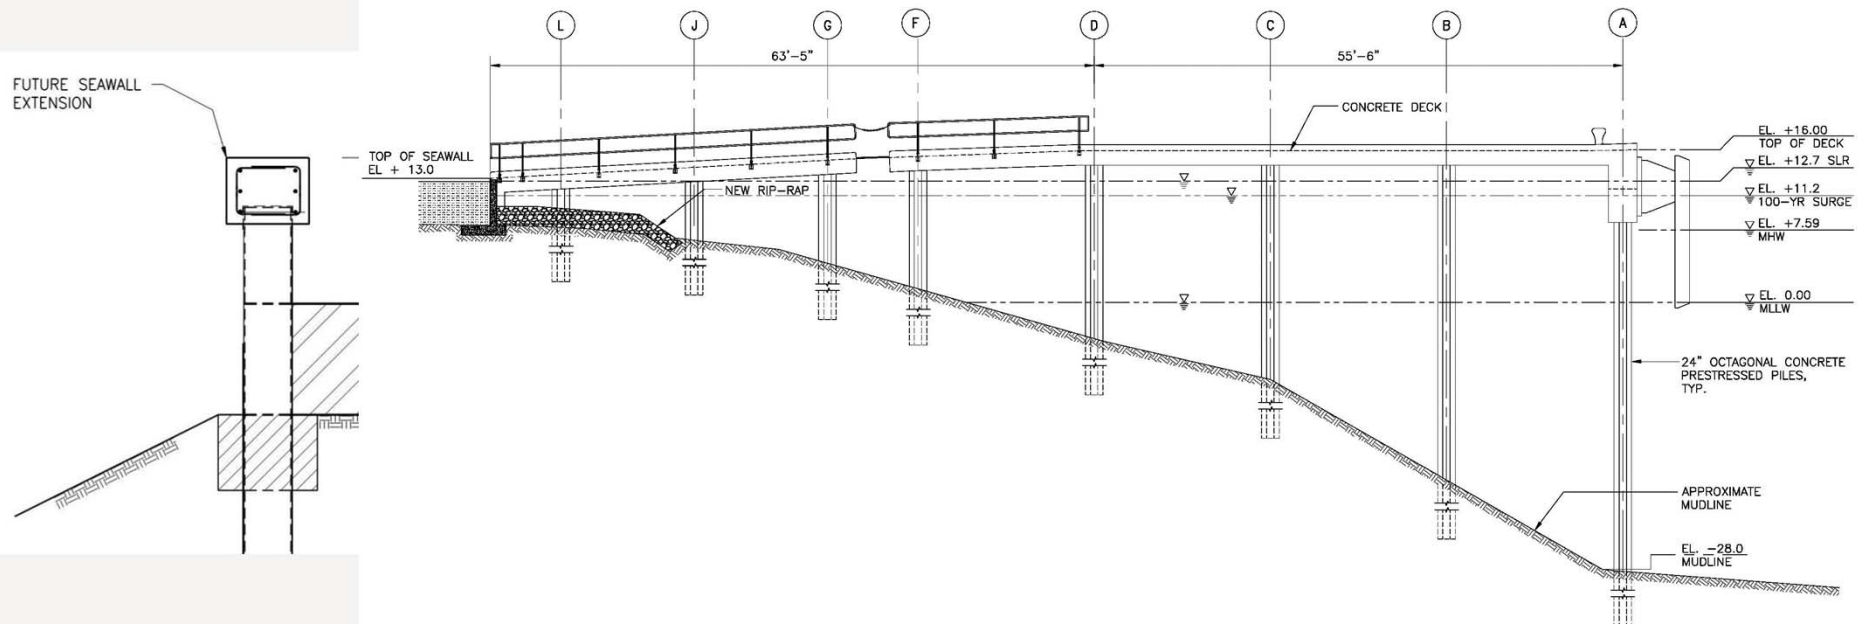 FUTURE SEAWALL
EXTENSION
L
J
G
F
D
C
B
A
63'-5"
55'-6"
CONCRETE DECK
TOP OF SEAWALL
EL + 13.0
NEW RIP-RAP
EL. +16.00
TOP OF DECK
EL. +12.7 SLR
EL. +11.2
100-YR SURGE
EL. +7.59
MHW
EL. 0.00
MLLW
24" OCTAGONAL CONCRETE
PRESTRESSED PILES,
TYP.
APPROXIMATE
MUDLINE
EL. -28.0
MUDLINE